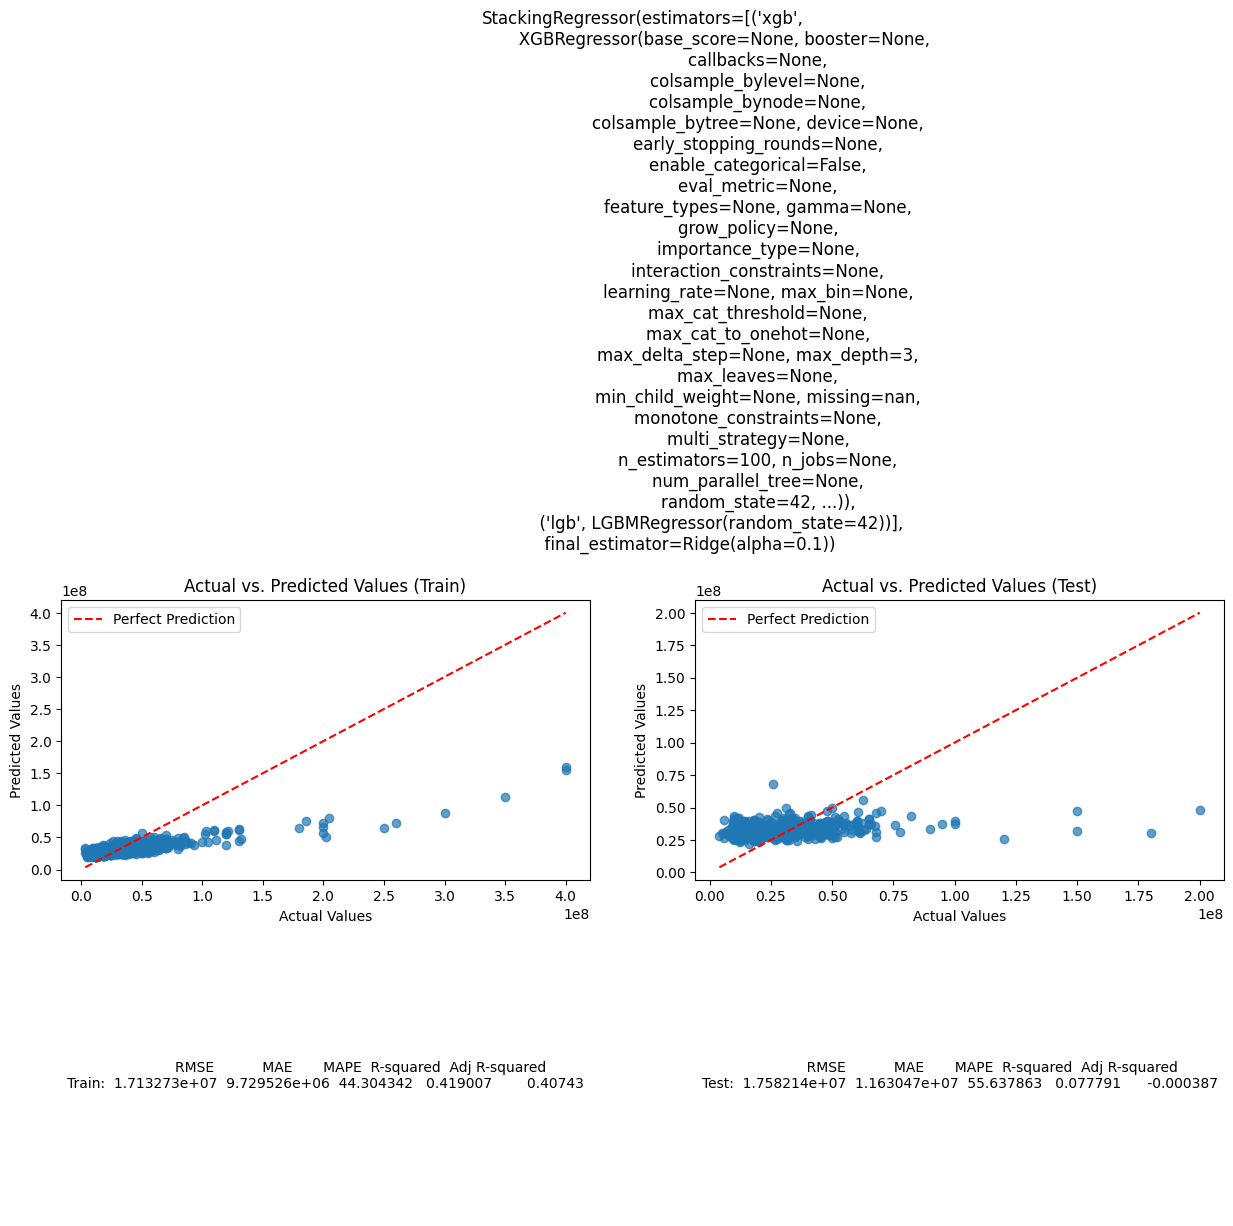 StackingRegressor(estimators=[('xgb',
XGBRegressor(base_score=None, booster=None,
callbacks=None,
colsample_bylevel=None,
colsample_bynode=None,
colsample_bytree=None, device=None,
early_stopping_rounds=None,
enable_categorical=False,
eval_metric=None,
feature_types=None, gamma=None,
grow_policy=None,
importance_type=None,
interaction_constraints=None,
learning_rate=None, max_bin=None,
max_cat_threshold=None,
max_cat_to_onehot=None,
max_delta_step=None, max_depth=3,
max_leaves=None,
min_child_weight=None, missing=nan,
monotone_constraints=None,
multi_strategy=None,
n_estimators=100, n_jobs=None,
num_parallel_tree=None,
random_state=42, ...)),
('lgb', LGBMRegressor(random_state=42))],
final_estimator=Ridge(alpha=0.1))
Actual vs. Predicted Values (Train)
1e8
Perfect Prediction
4.0
3.5
3.0
2.5
2.0
1.5
1.0
0.5
0.0
Predicted Values
0.0 0.5 1.0 1.5 2.0 2.5 3.0 3.5 4.0
Actual Values
1e8
Actual vs. Predicted Values (Test)
1e8
Perfect Prediction
2.00
1.75
1.50
1.25
1.00
0.75
0.50
0.25
0.00
Predicted Values
0.00 0.25 0.50 0.75 1.00 1.25 1.50 1.75 2.00
Actual Values
1e8
RMSE MAE MAPE R-squared Adj R-squared
Train: 1.713273e+07 9.729526e+06 44.304342 0.419007 0.40743
RMSE MAE MAPE R-squared Adj R-squared
Test: 1.758214e+07 1.163047e+07 55.637863 0.077791 -0.000387